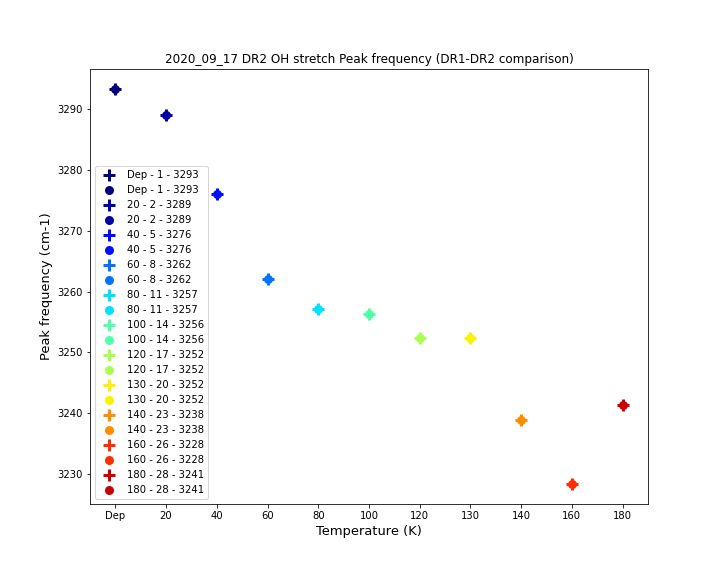 2020_09_17 DR2 OH stretch Peak frequency (DR1-DR2 comparison)
Peak frequency (cm-1)
3290
3280
3270
3260
3250
3240
3230
Dep - 1 - 3293
Dep - 1 - 3293
20 - 2 - 3289
20 - 2 - 3289
40 - 5 - 3276
40 - 5 - 3276
60 - 8 - 3262
60 - 8 - 3262
80 - 11 - 3257
80 - 11 - 3257
100 - 14 - 3256
100 - 14 - 3256
120 - 17 - 3252
120 - 17 - 3252
130 - 20 - 3252
130 - 20 - 3252
140 - 23 - 3238
140 - 23 - 3238
160 - 26 - 3228
160 - 26 - 3228
180 - 28 - 3241
180 - 28 - 3241
Dep 20 40 60 80 100 120 130 140 160 180
Temperature (K)